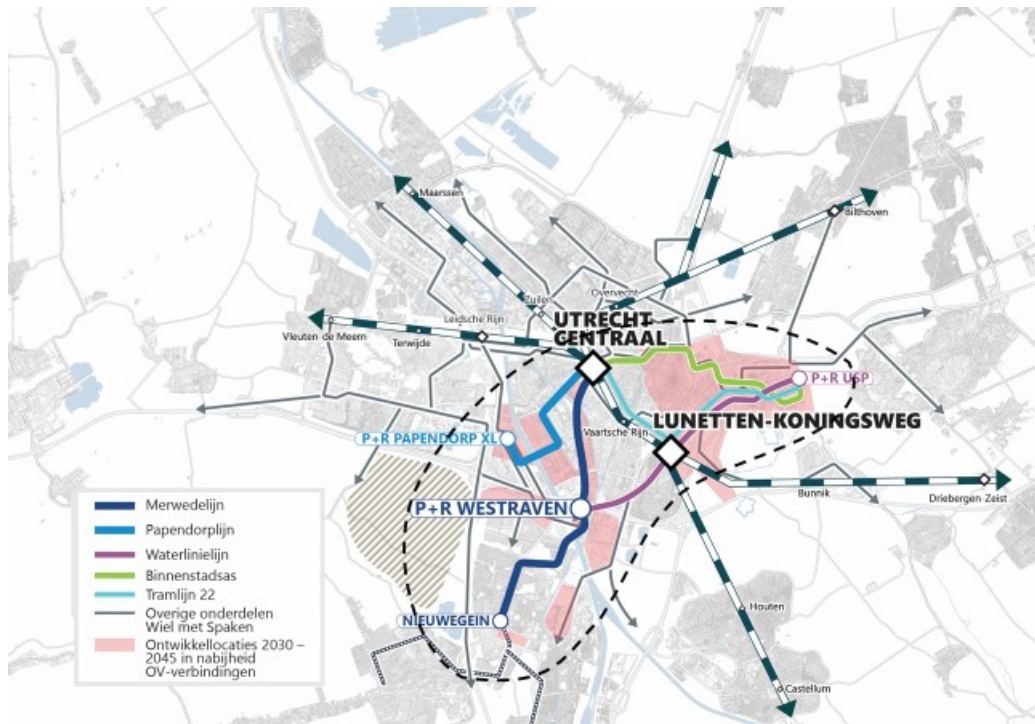 Maarssen
Bilthoven
Zuilen
Overvecht
Leidsche Rijn
Vleuten de Meern
Terwijde
UTRECHT
CENTRAAL
P+R USP
LUNETTEN-KONINGSWEG
P+R PAPENDORP XL
Vaartsche Rijn
Bunnik
Driebergen-Zeist
P+R WESTRAVEN
Merwedelijn
Papendorplijn
Waterlinielijn
Binnenstadsas
Tramlijn 22
Overige onderdelen
Wiel met Spaken
Ontwikkellocaties 2030 –
2045 in nabijheid
OV-verbindingen
NIEUWEGEIN
Houten
Castellum